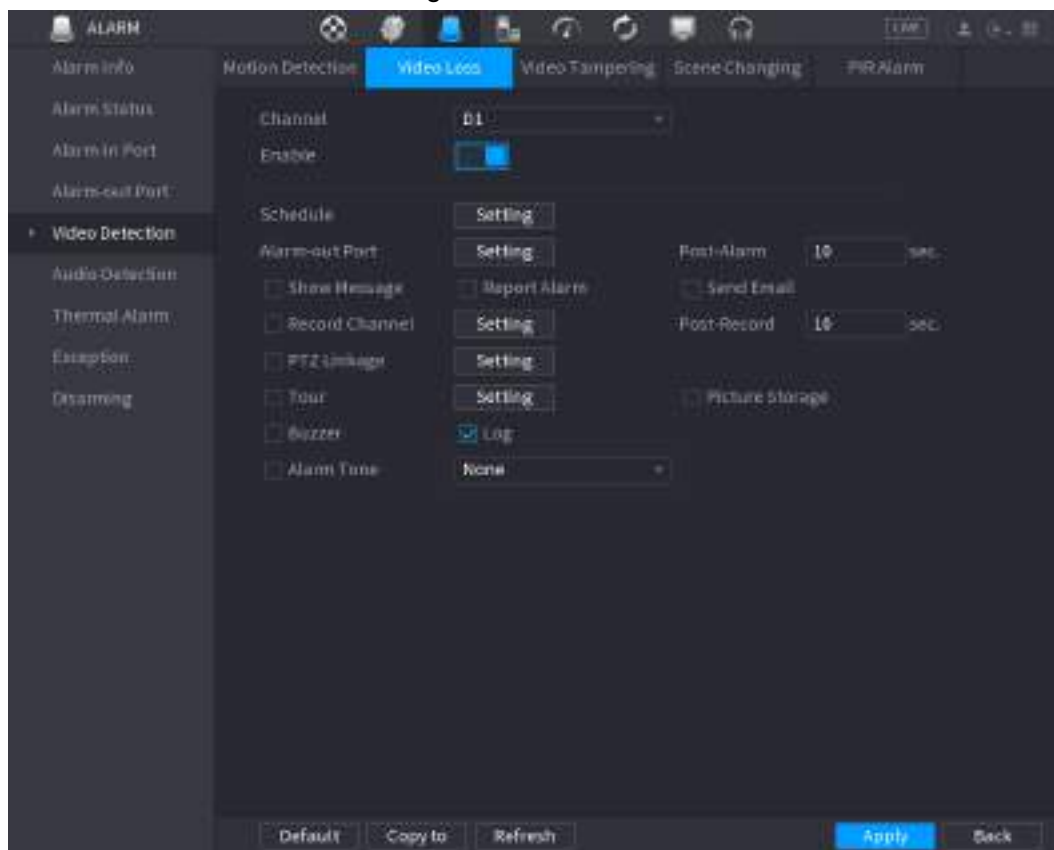 ALARM LIVE
Alarm Info Motion Detection Video Loss Video Tampering Scene Changing PIR Alarm
Alarm Status Channel D1
Alarm-in Port Enable
Alarm-out Port
Schedule Setting
Video Detection
Alarm-out Port Setting Post-Alarm 10 sec.
Audio Detection
Show Message Report Alarm Send Email
Thermal Alarm Record Channel Setting Post-Record 10 sec.
Exception PTZ Linkage Setting
Disarming Tour Setting Picture Storage
Buzzer Log
Alarm Tone None
Default Copy to Refresh Apply Back